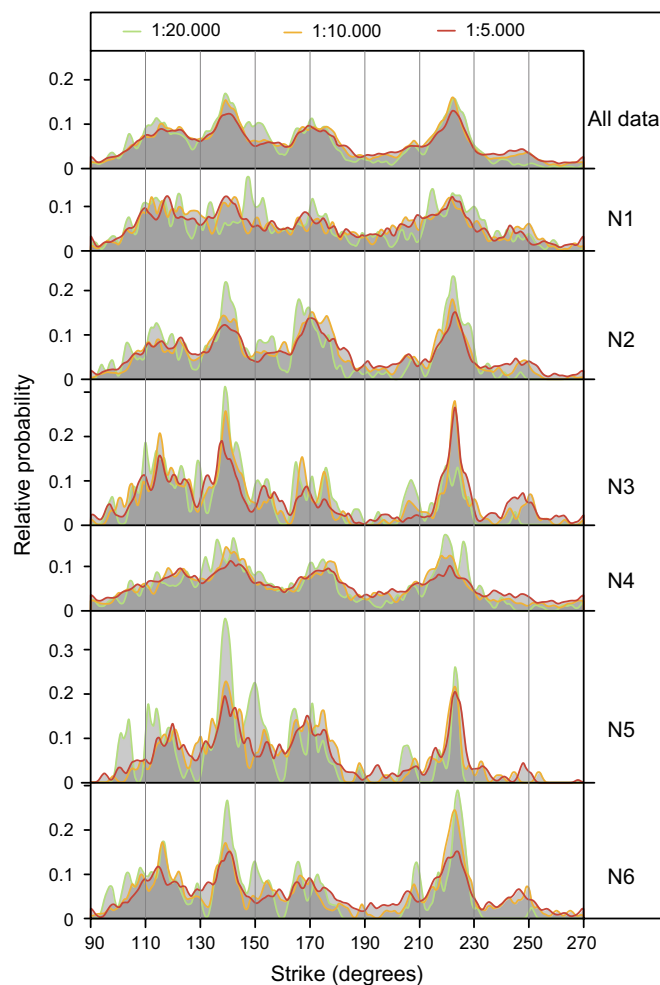 1:20.000 1:10.000 1:5.000
0.2
0.1
0
All data
0.1
0
N1
0.2
0.1
0
N2
0.2
0.1
0
N3
0.1
0
N4
0.3
0.2
0.1
0
N5
0.2
0.1
0
N6
Relative probability
90 110 130 150 170 190 210 230 250 270
Strike (degrees)